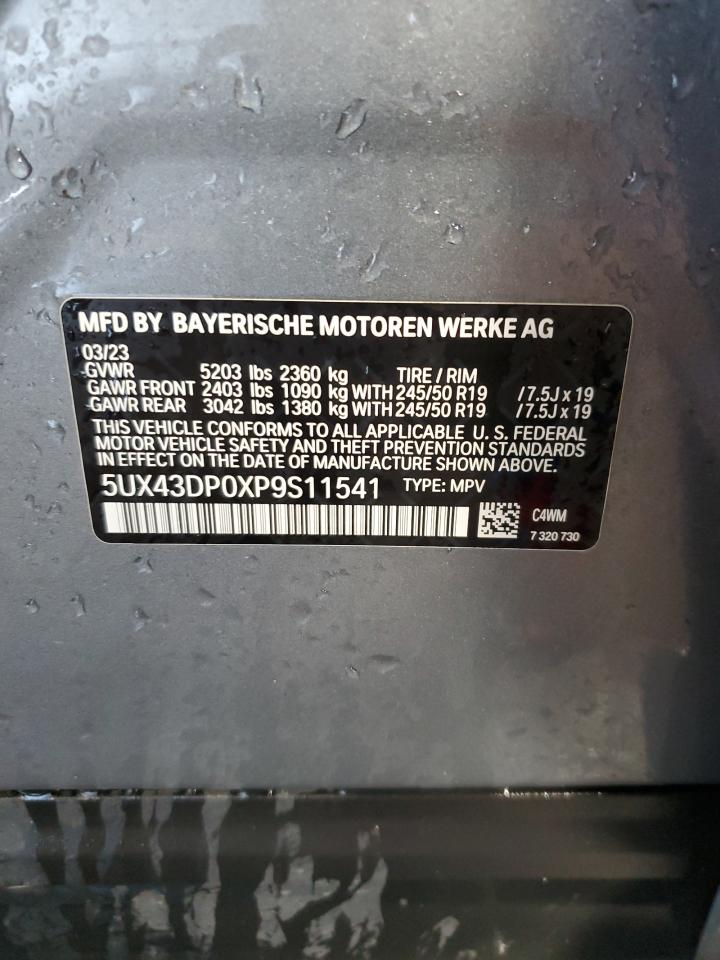 MFD BY BAYERISCHE MOTOREN WERKE AG
03/23
GVWR 5203 lbs 2360 kg TIRE / RIM
GAWR FRONT 2403 lbs 1090 kg WITH 245/50 R19 / 7.5J x 19
GAWR REAR 3042 lbs 1380 kg WITH 245/50 R19 / 7.5J x 19
THIS VEHICLE CONFORMS TO ALL APPLICABLE U. S. FEDERAL
MOTOR VEHICLE SAFETY AND THEFT PREVENTION STANDARDS
IN EFFECT ON THE DATE OF MANUFACTURE SHOWN ABOVE.
5UX43DP0XP9S11541 TYPE: MPV
C4WM
7 320 730